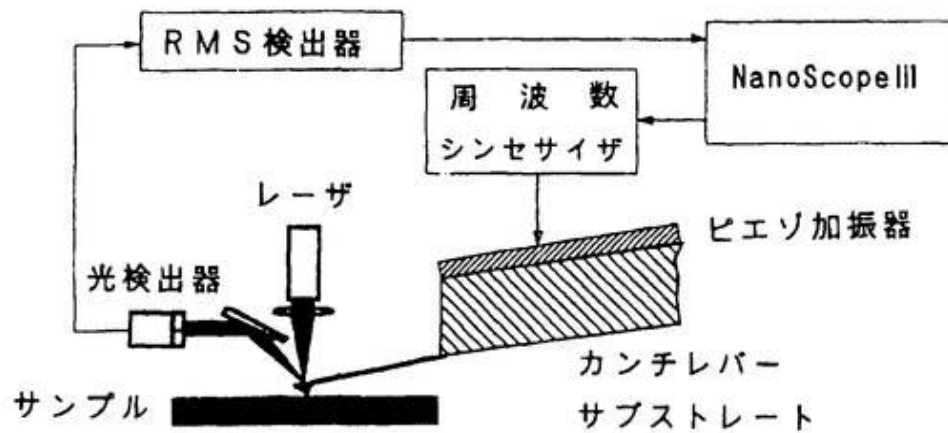 RMS検出器
NanoScopeIII
周波数
シンセサイザ
レーザ
ピエゾ加振器
光検出器
カンチレバー
サブストレート
サンプル